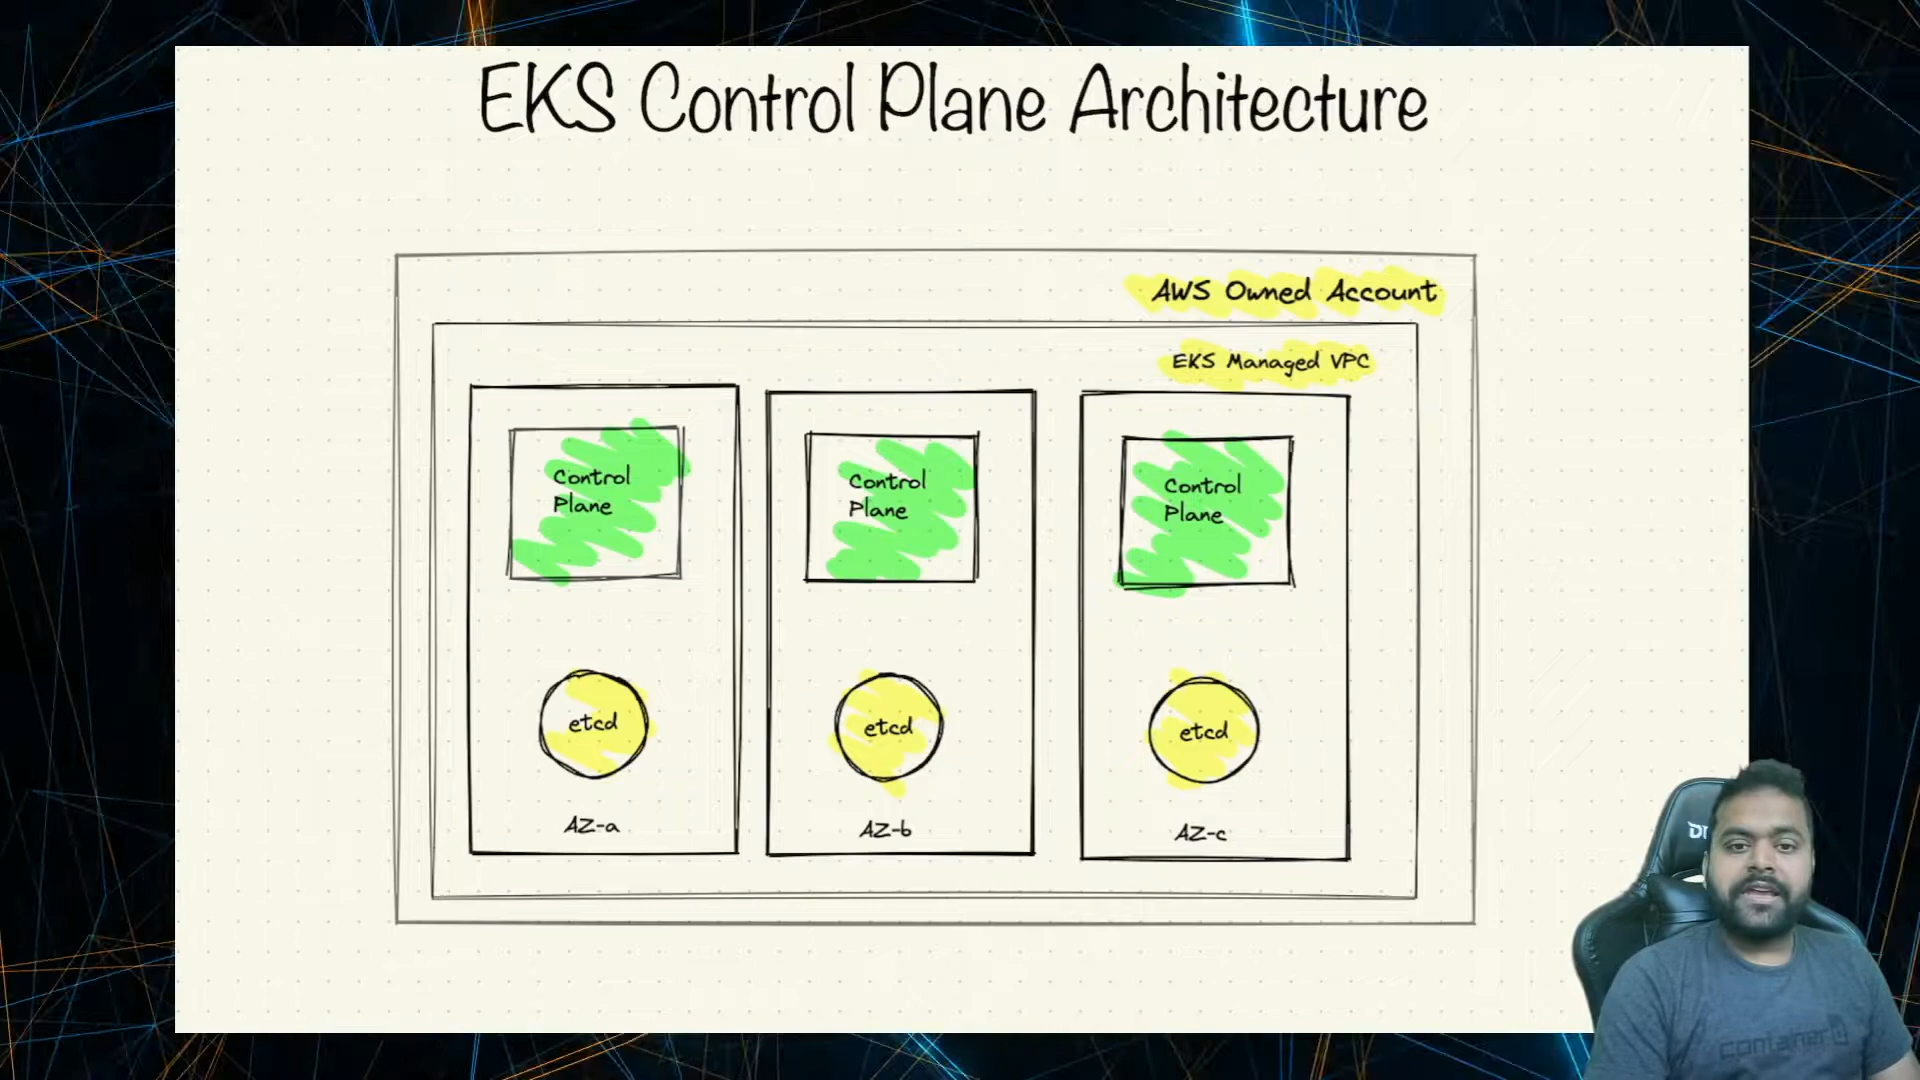 EKS Control Plane Architecture
AWS Owned Account
EKS Managed VPC
Control
Plane
Control
Plane
Control
Plane
etcd
etcd
etcd
AZ-a
AZ-b
AZ-c